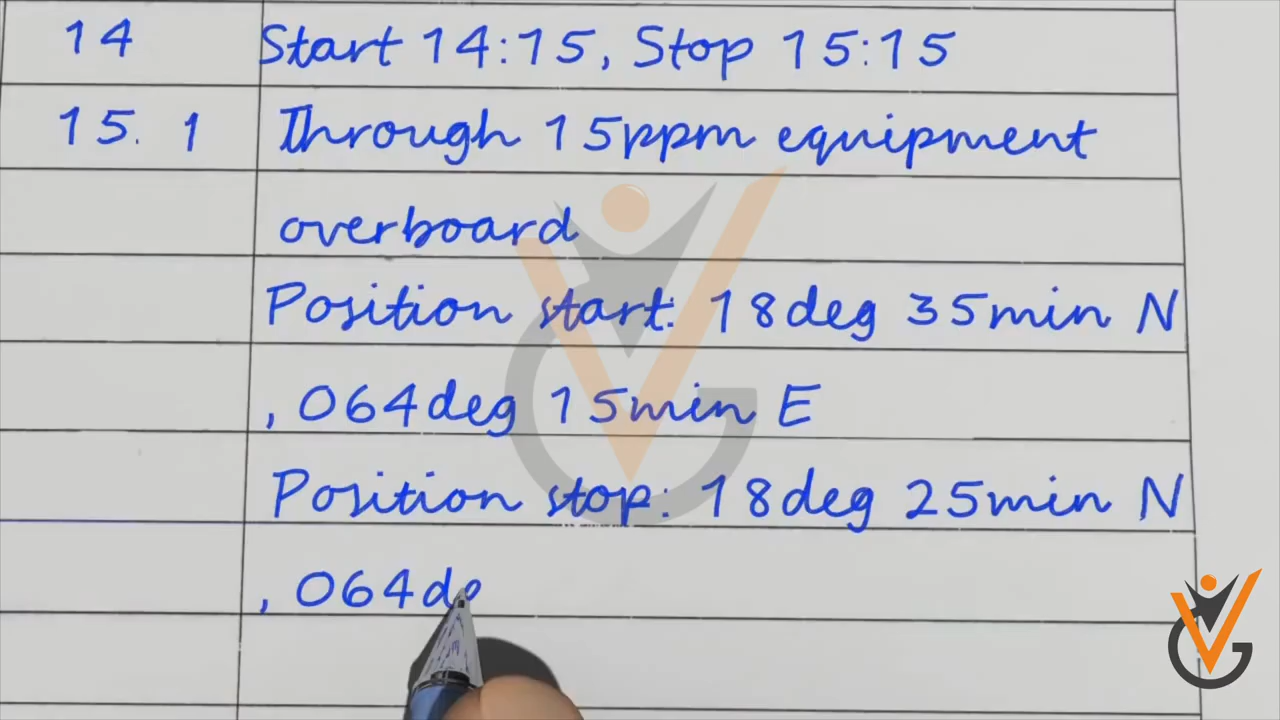 14 Start 14:15, Stop 15:15
15. 1 Through 15ppm equipment
overboard
Position start: 18deg 35min N
, 064deg 15min E
Position stop: 18deg 25min N
, 064de